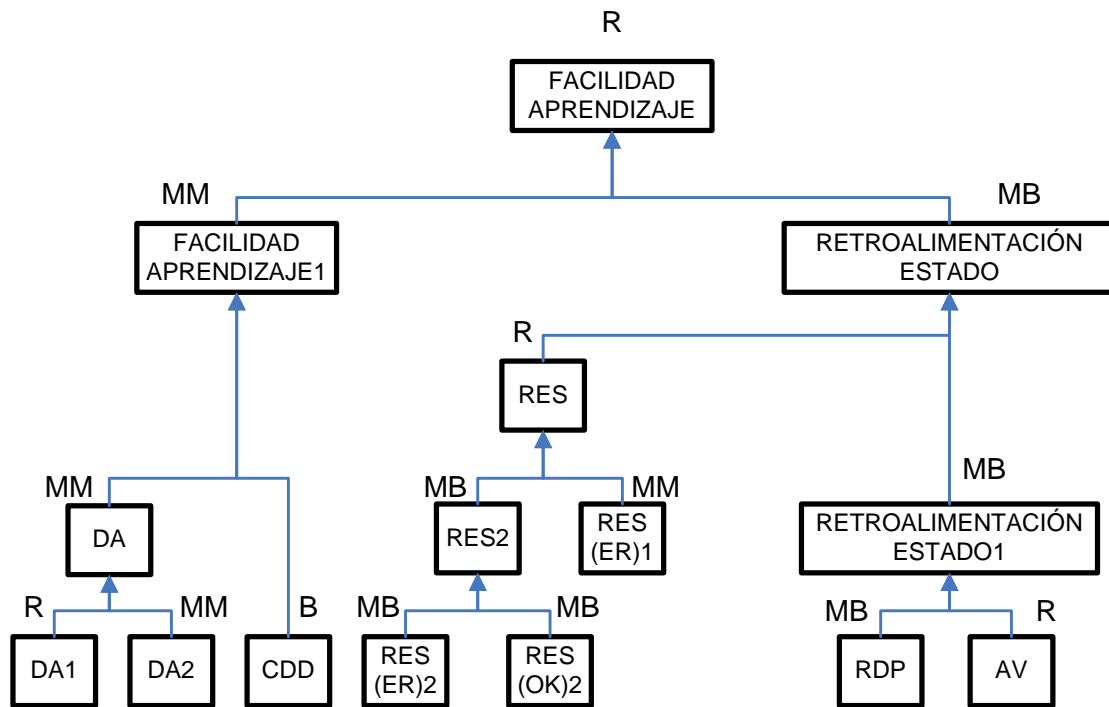 R
FACILIDAD
APRENDIZAJE
MM
MB
FACILIDAD
APRENDIZAJE1
RETROALIMENTACIÓN
ESTADO
R
RES
MM
MB
MM
MB
DA
RES2
RES
(ER)1
RETROALIMENTACIÓN
ESTADO1
R
MM
B
MB
MB
MB
R
DA1
DA2
CDD
RES
(ER)2
RES
(OK)2
RDP
AV